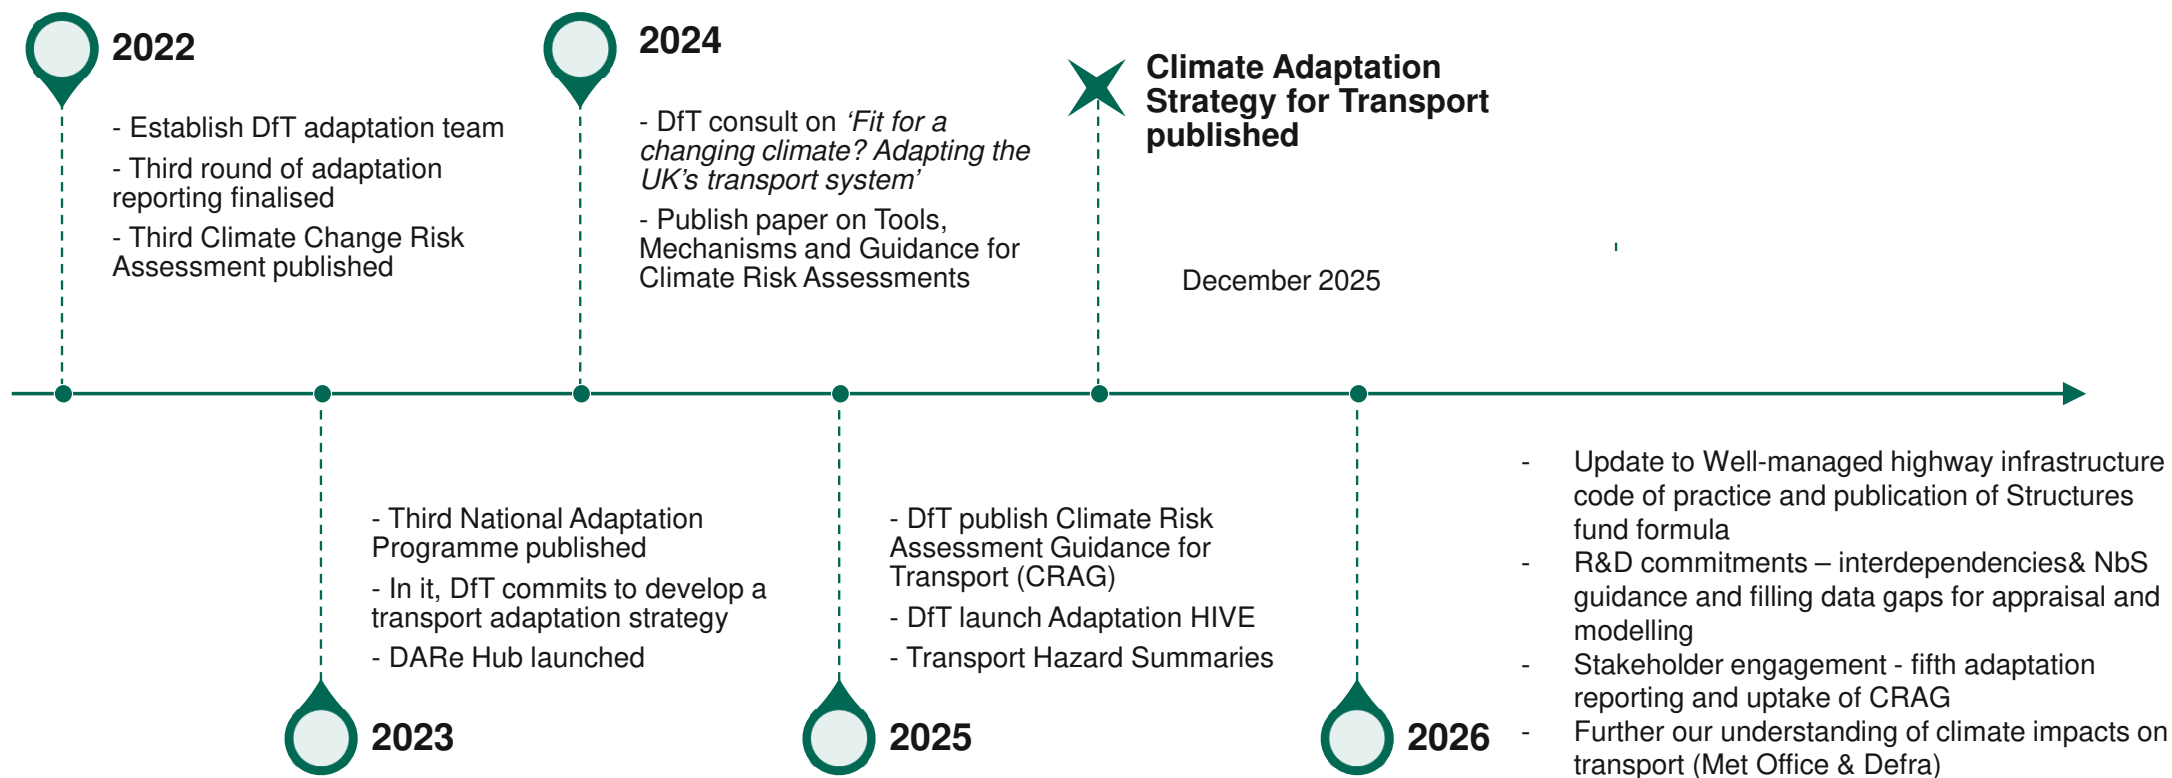 2022
- Establish DfT adaptation team
- Third round of adaptation
reporting finalised
- Third Climate Change Risk
Assessment published
2023
- Third National Adaptation
Programme published
- In it, DfT commits to develop a
transport adaptation strategy
- DARe Hub launched
2024
- DfT consult on ‘Fit for a
changing climate? Adapting the
UK’s transport system’
- Publish paper on Tools,
Mechanisms and Guidance for
Climate Risk Assessments
2025
- DfT publish Climate Risk
Assessment Guidance for
Transport (CRAG)
- DfT launch Adaptation HIVE
- Transport Hazard Summaries
Climate Adaptation
Strategy for Transport
published
December 2025
2026
- Update to Well-managed highway infrastructure
code of practice and publication of Structures
fund formula
- R&D commitments – interdependencies& NbS
guidance and filling data gaps for appraisal and
modelling
- Stakeholder engagement - fifth adaptation
reporting and uptake of CRAG
- Further our understanding of climate impacts on
transport (Met Office & Defra)